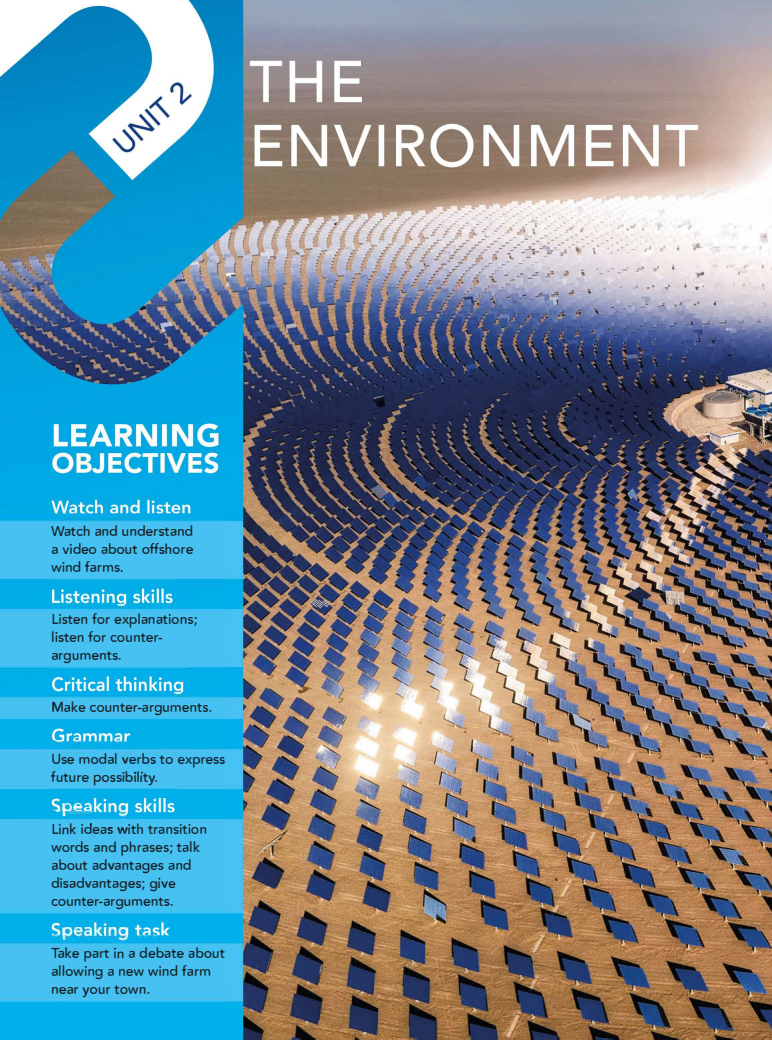 UNIT 2
THE
ENVIRONMENT
LEARNING
OBJECTIVES
Watch and listen
Watch and understand
a video about offshore
wind farms.
Listening skills
Listen for explanations;
listen for counter-
arguments.
Critical thinking
Make counter-arguments.
Grammar
Use modal verbs to express
future possibility.
Speaking skills
Link ideas with transition
words and phrases; talk
about advantages and
disadvantages; give
counter-arguments.
Speaking task
Take part in a debate about
allowing a new wind farm
near your town.